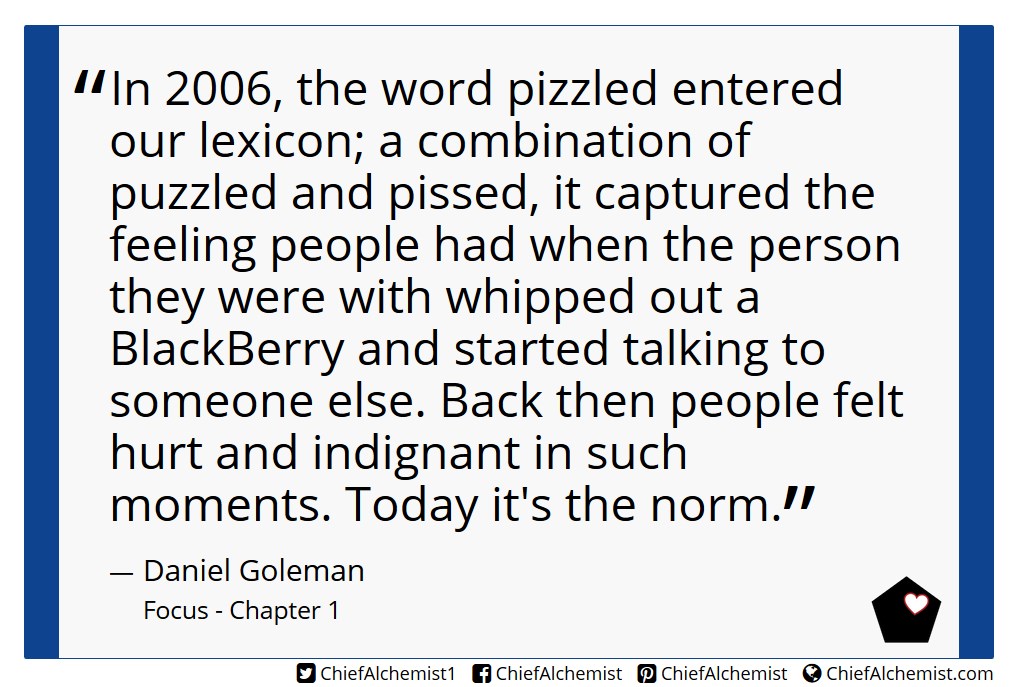 “In 2006, the word pizzled entered
our lexicon; a combination of
puzzled and pissed, it captured the
feeling people had when the person
they were with whipped out a
BlackBerry and started talking to
someone else. Back then people felt
hurt and indignant in such
moments. Today it's the norm.”
— Daniel Goleman
Focus - Chapter 1
ChiefAlchemist1 ChiefAlchemist ChiefAlchemist ChiefAlchemist.com